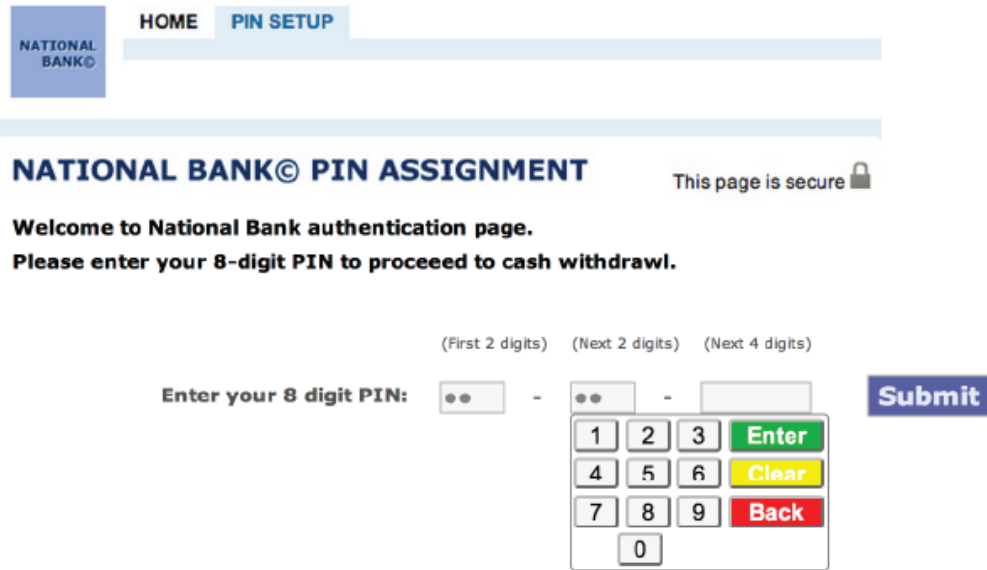 HOME PIN SETUP
NATIONAL
BANK©
NATIONAL BANK© PIN ASSIGNMENT
This page is secure
Welcome to National Bank authentication page.
Please enter your 8-digit PIN to proceeed to cash withdrawl.
(First 2 digits) (Next 2 digits) (Next 4 digits)
Enter your 8 digit PIN: - - Submit
1 2 3 Enter
4 5 6 Clear
7 8 9 Back
0